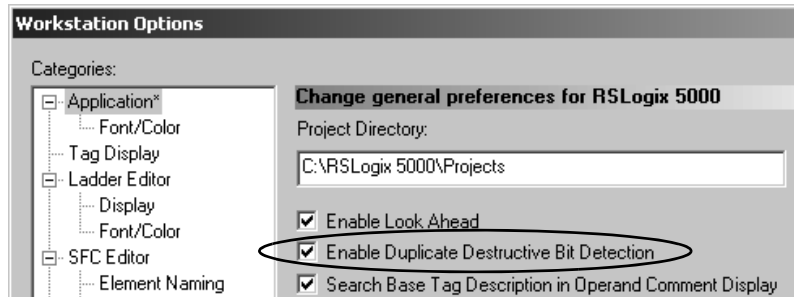 Workstation Options
Categories:
Application*
Font/Color
Tag Display
Ladder Editor
Display
Font/Color
SFC Editor
Element Naming
Change general preferences for RSLogix 5000
Project Directory:
C:\RSLogix 5000\Projects
Enable Look Ahead
Enable Duplicate Destructive Bit Detection
Search Base Tag Description in Operand Comment Display